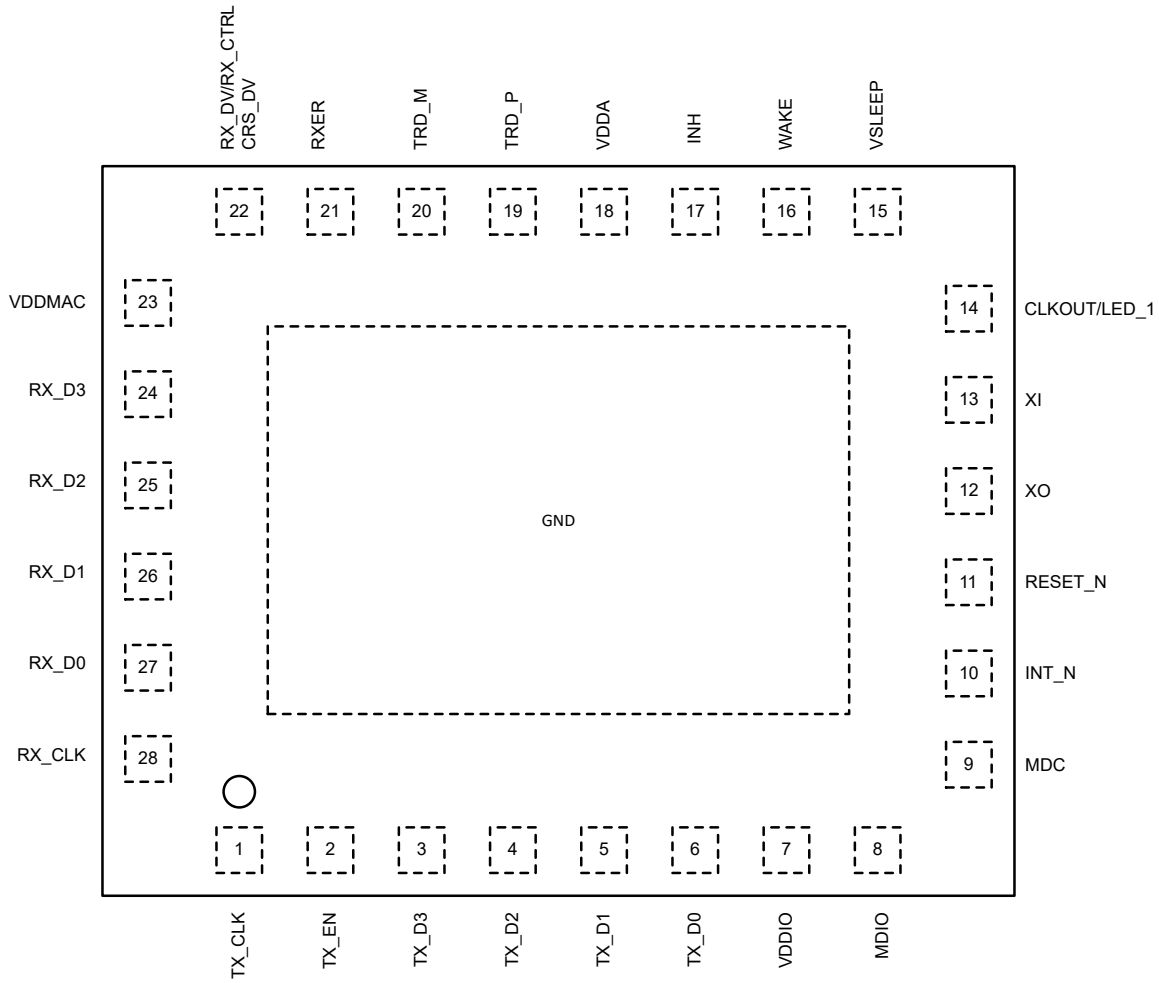 RX_DV/RX_CTRL
CRS_DV
RXER
TRD_M
TRD_P
VDDA
INH
WAKE
VSLEEP
22
21
20
19
18
17
16
15
VDDMAC
23
14
CLKOUT/LED_1
RX_D3
24
13
XI
RX_D2
25
12
XO
GND
RX_D1
26
11
RESET_N
RX_D0
27
10
INT_N
RX_CLK
28
9
MDC
1
2
3
4
5
6
7
8
TX_CLK
TX_EN
TX_D3
TX_D2
TX_D1
TX_D0
VDDIO
MDIO